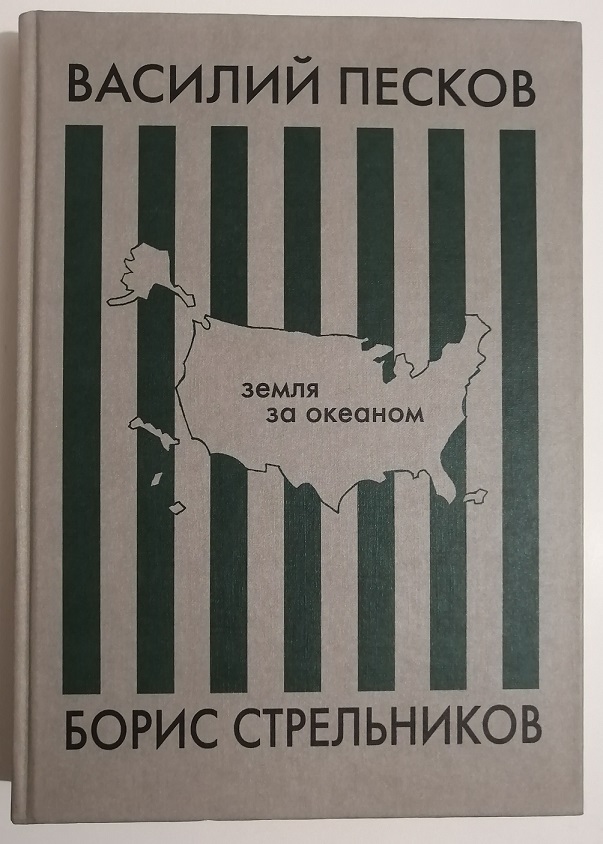 ВАСИЛИЙ ПЕСКОВ
земля
за океаном
БОРИС СТРЕЛЬНИКОВ